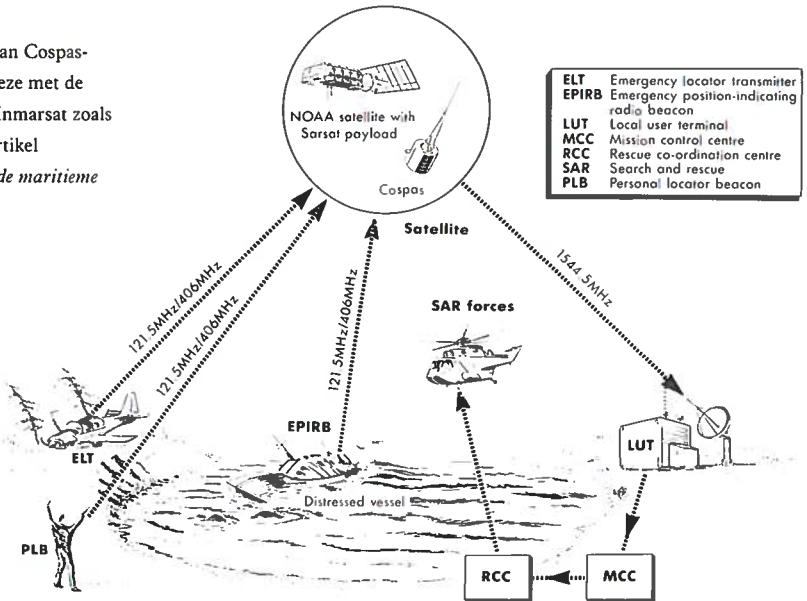 an Cospas-
eze met de
Inmarsat zoals
rtikel
de maritieme
NOAA satellite with
Sarsat payload
Cospas
Satellite
ELT Emergency locator transmitter
EPIRB Emergency position-indicating
radio beacon
LUT Local user terminal
MCC Mission control centre
RCC Rescue co-ordination centre
SAR Search and rescue
PLB Personal locator beacon
121.5MHz/406MHz
121.5MHz/406MHz
121.5MHz/406MHz
1544.5MHz
SAR forces
ELT
EPIRB
LUT
Distressed vessel
PLB
RCC
MCC